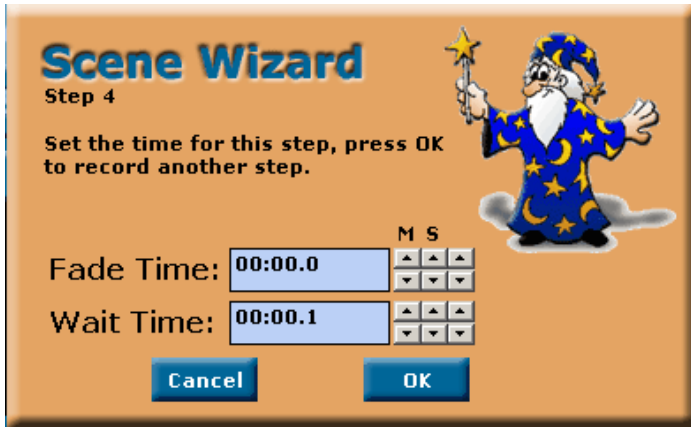 Scene Wizard
Step 4
Set the time for this step, press OK
to record another step.
M S
Fade Time: 00:00.0
Wait Time: 00:00.1
Cancel OK